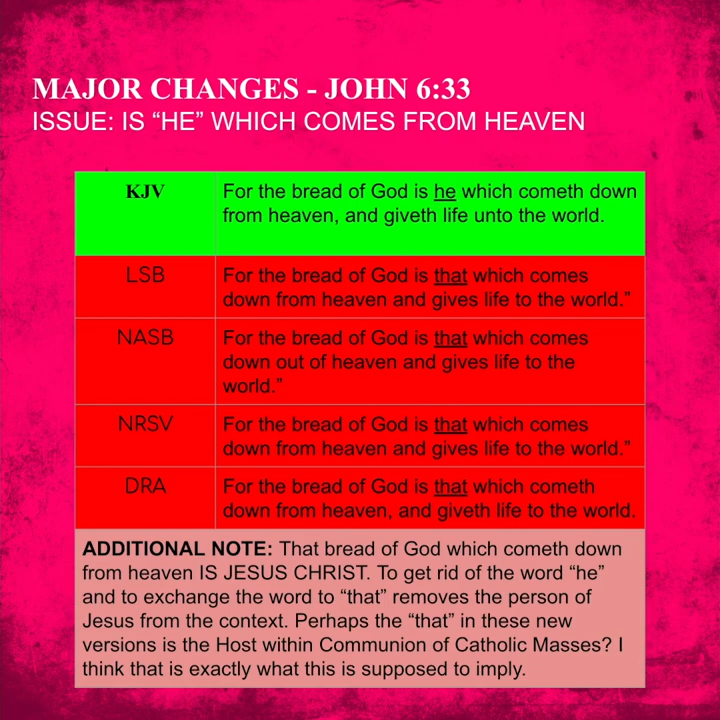 MAJOR CHANGES - JOHN 6:33
ISSUE: IS “HE” WHICH COMES FROM HEAVEN
KJV
For the bread of God is he which cometh down
from heaven, and giveth life unto the world.
LSB
For the bread of God is that which comes
down from heaven and gives life to the world.”
NASB
For the bread of God is that which comes
down out of heaven and gives life to the
world.”
NRSV
For the bread of God is that which comes
down from heaven and gives life to the world.”
DRA
For the bread of God is that which cometh
down from heaven, and giveth life to the world.
ADDITIONAL NOTE: That bread of God which cometh down
from heaven IS JESUS CHRIST. To get rid of the word “he”
and to exchange the word to “that” removes the person of
Jesus from the context. Perhaps the “that” in these new
versions is the Host within Communion of Catholic Masses? I
think that is exactly what this is supposed to imply.